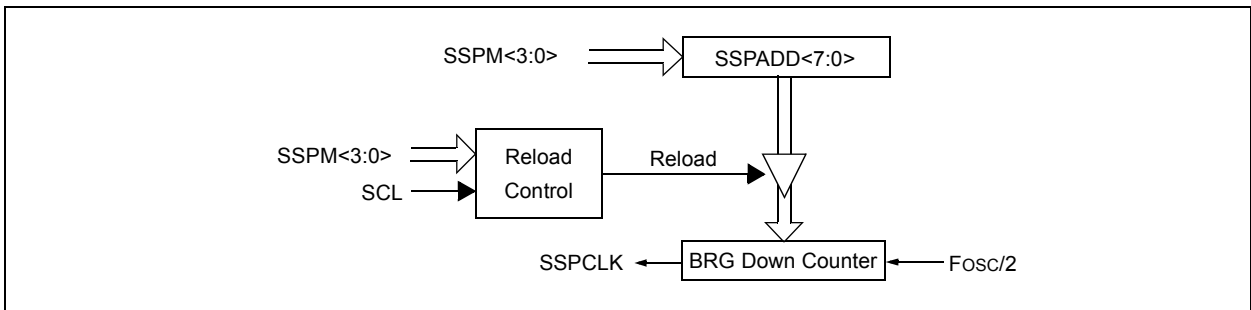 SSPM<3:0>
SSPADD<7:0>
SSPM<3:0>
SCL
Reload
Control
Reload
SSPCLK
BRG Down Counter
FOSC/2